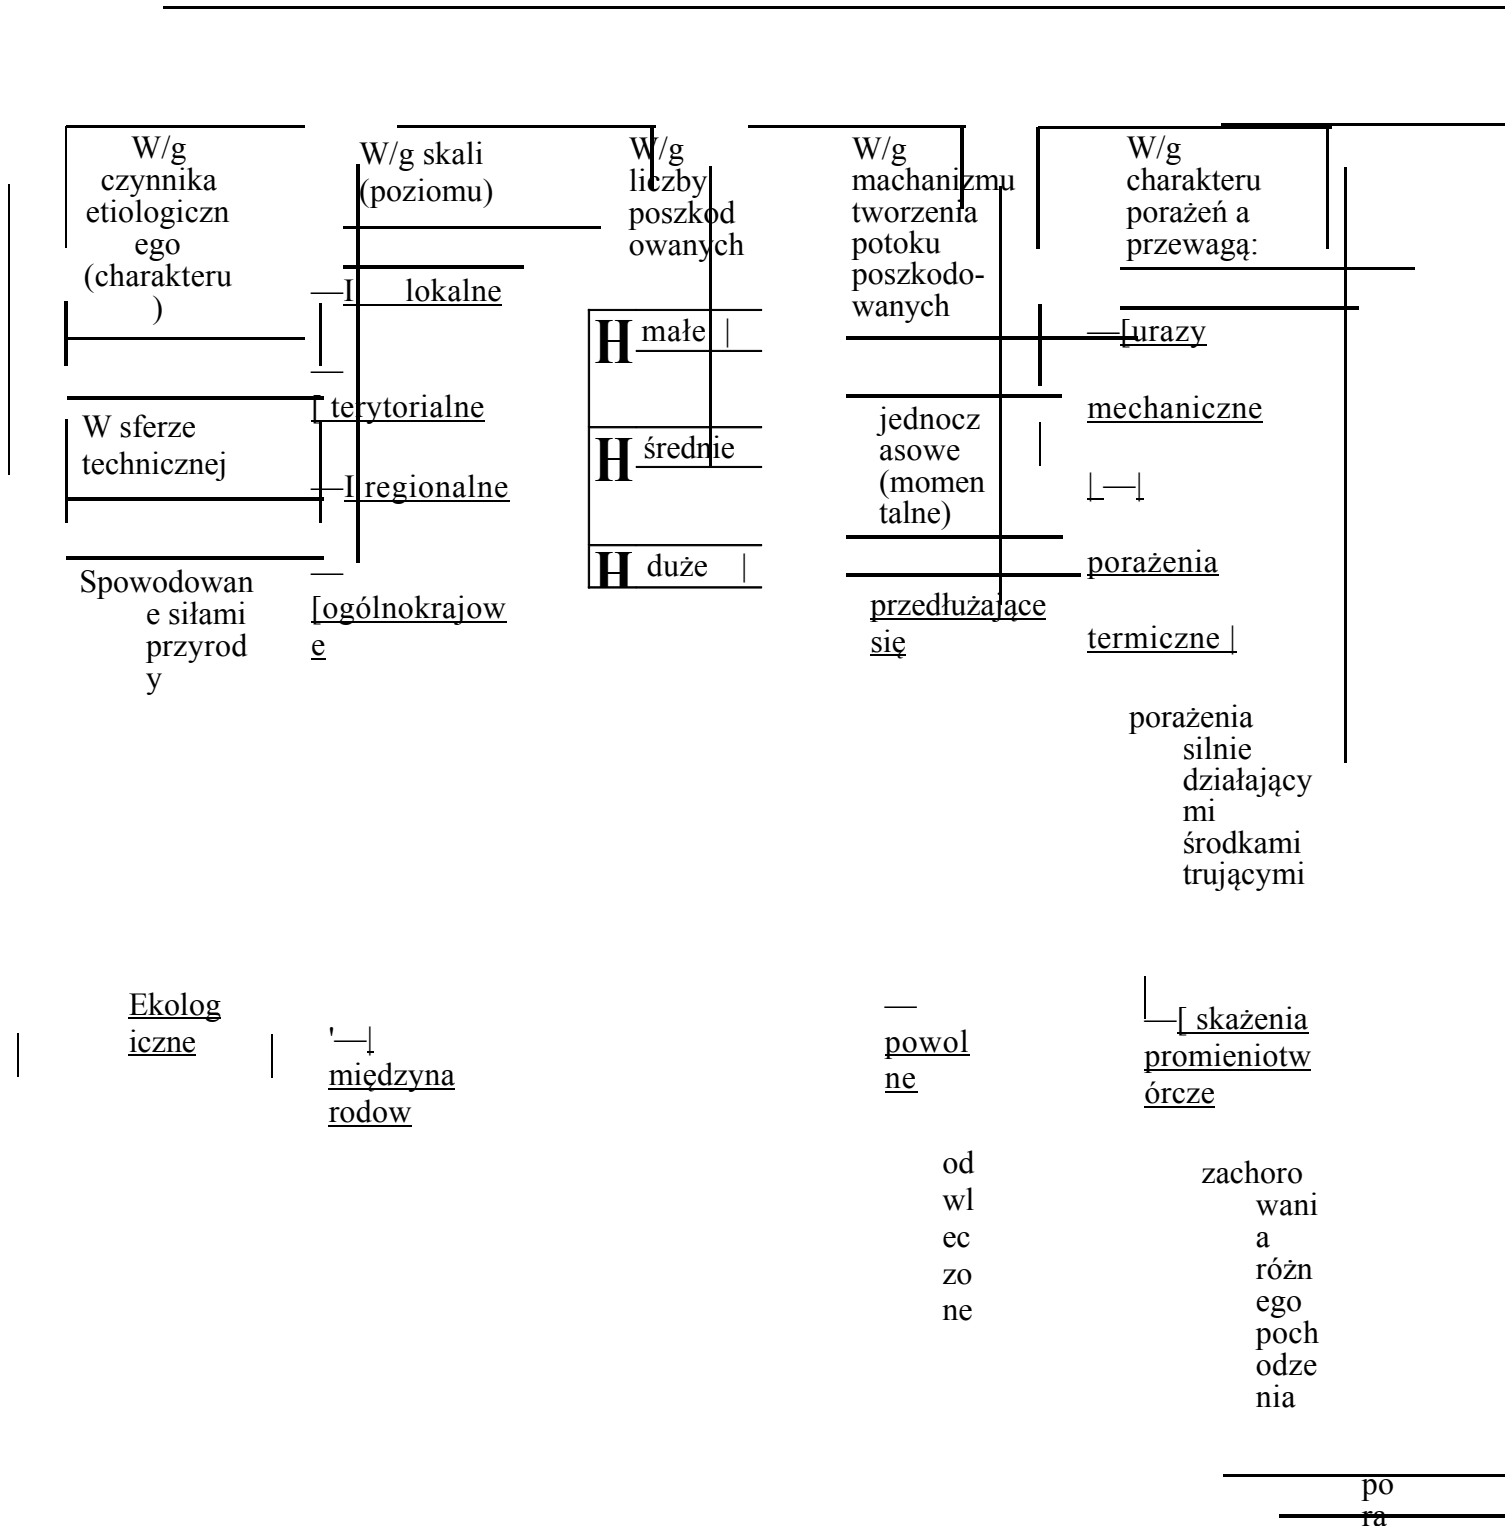 W/g
czynnika
etiologiczn
ego
(charakteru
)
W sferze
technicznej
Spowodowan
e siłami
przyrod
y
Ekolog
iczne
W/g skali
(poziomu)
—I lokalne
—
[ terytorialne
—I regionalne
—
[ogólnokrajow
e
'—|
międzyna
rodow
W/g
liczby
poszkod
owanych
H małe |
H średnie
H duże |
W/g
machanizmu
tworzenia
potoku
poszkodo-
wanych
jednocz
asowe
(momen
talne)
przedłużające
się
—
powol
ne
od
wl
ec
zo
ne
W/g
charakteru
porażeń a
przewagą:
—[urazy
mechaniczne
| —|
porażenia
termiczne |
porażenia
silnie
działający
mi
środkami
trującymi
—[ skażenia
promieniotw
órcze
zachoro
wani
a
różn
ego
poch
odze
nia
po
ra